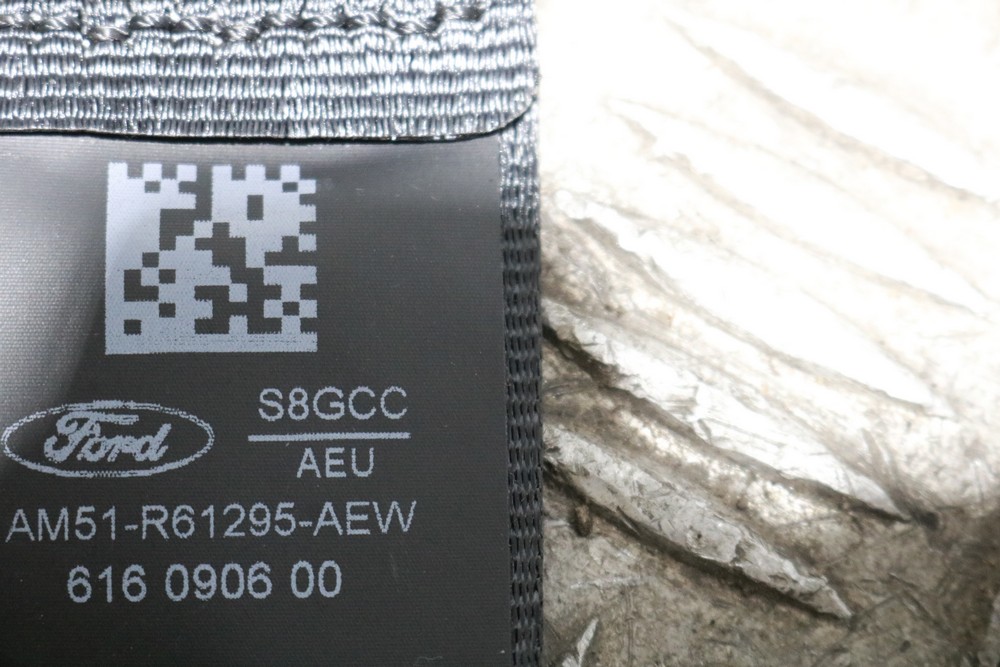 S8GCC
Ford
AEU
AM51-R61295-AEW
616 0906 00